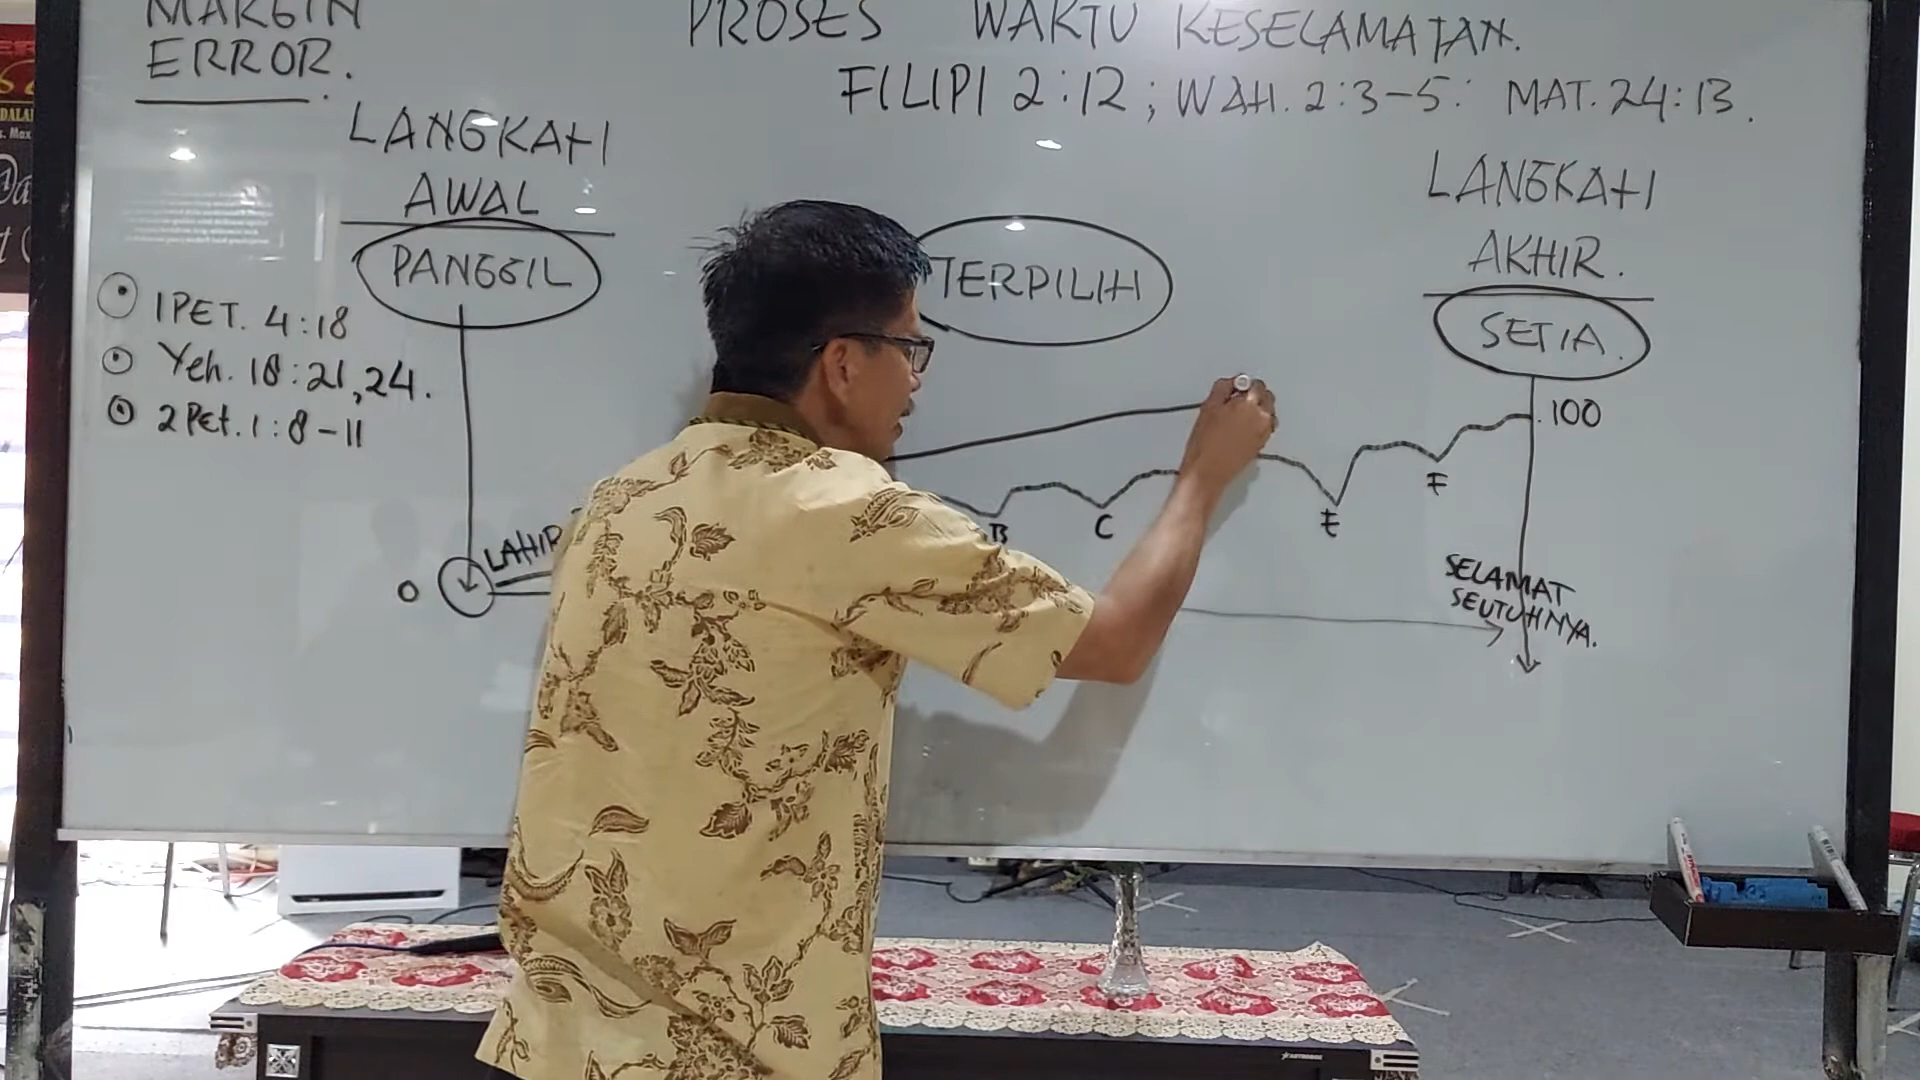 MARGIN
ERROR.
PROSES WAKTU KESELAMATAN.
FILIPI 2:12; WAH. 2:3-5: MAT. 24:13.
LANGKAH
AWAL
PANGGIL
1PET. 4:18
Yeh. 18:21,24.
2Pet. 1:8-11
TERPILIH
LANGKAH
AKHIR.
SETIA.
.100
B
C
E
F
0
LAHIR
SELAMAT
SEUTUHNYA.